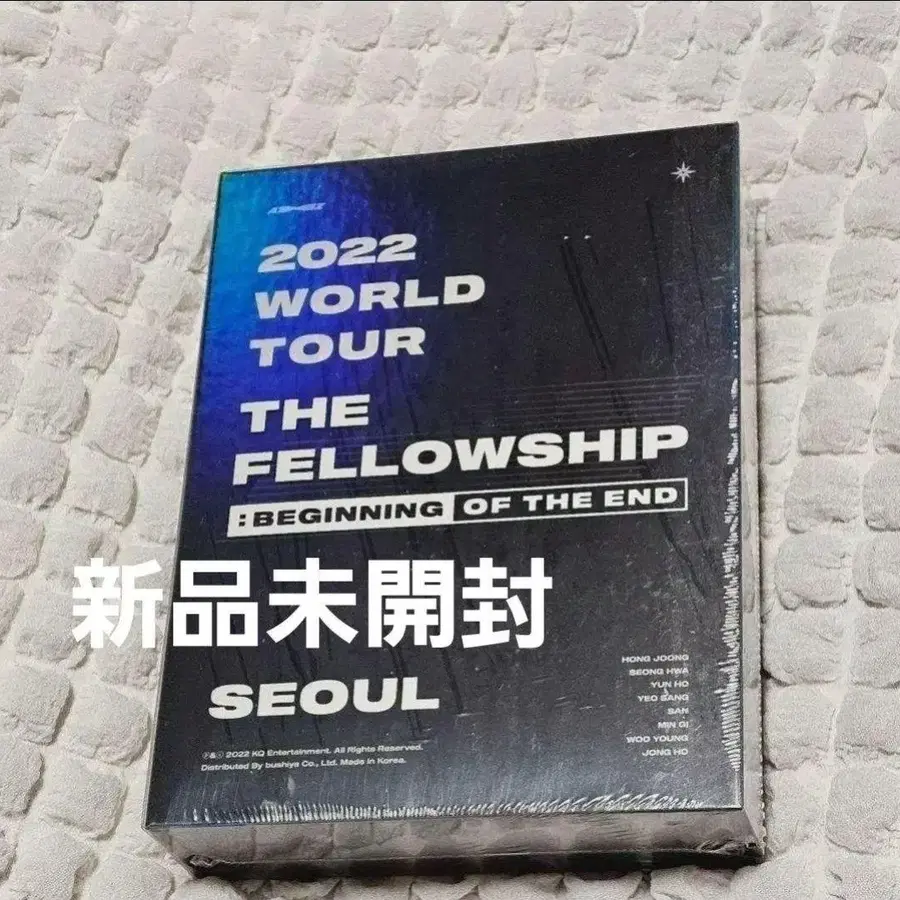 2022
WORLD
TOUR
THE
FELLOWSHIP
:BEGINNING OF THE END
新品未開封
SEOUL
HONG JOONG
SEONG HWA
YUN HO
YEO SANG
SAN
MIN GI
WOO YOUNG
JONG HO
Ⓟ&ⓒ 2022 KQ Entertainment. All Rights Reserved.
Distributed By bushiya Co., Ltd. Made in Korea.